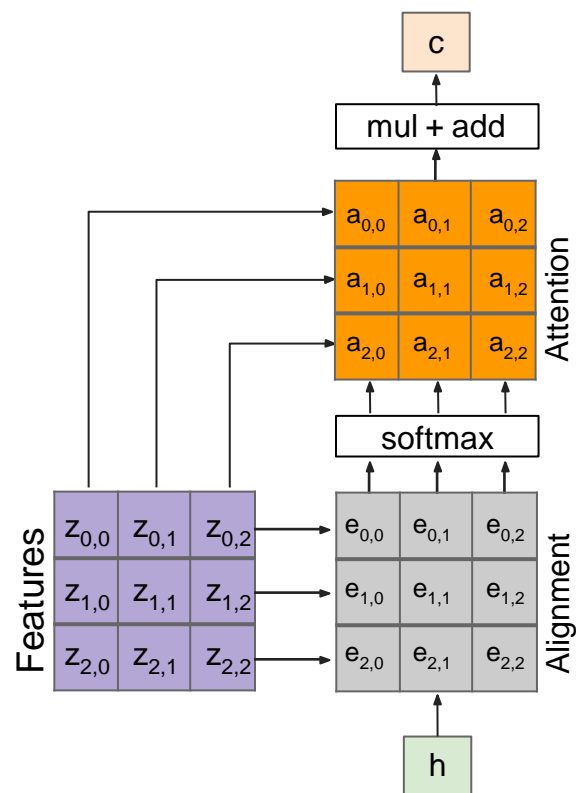 c
mul + add
a0,0 a0,1 a0,2
a1,0 a1,1 a1,2
a2,0 a2,1 a2,2
Attention
softmax
Features
z0,0 z0,1 z0,2
z1,0 z1,1 z1,2
z2,0 z2,1 z2,2
e0,0 e0,1 e0,2
e1,0 e1,1 e1,2
e2,0 e2,1 e2,2
Alignment
h